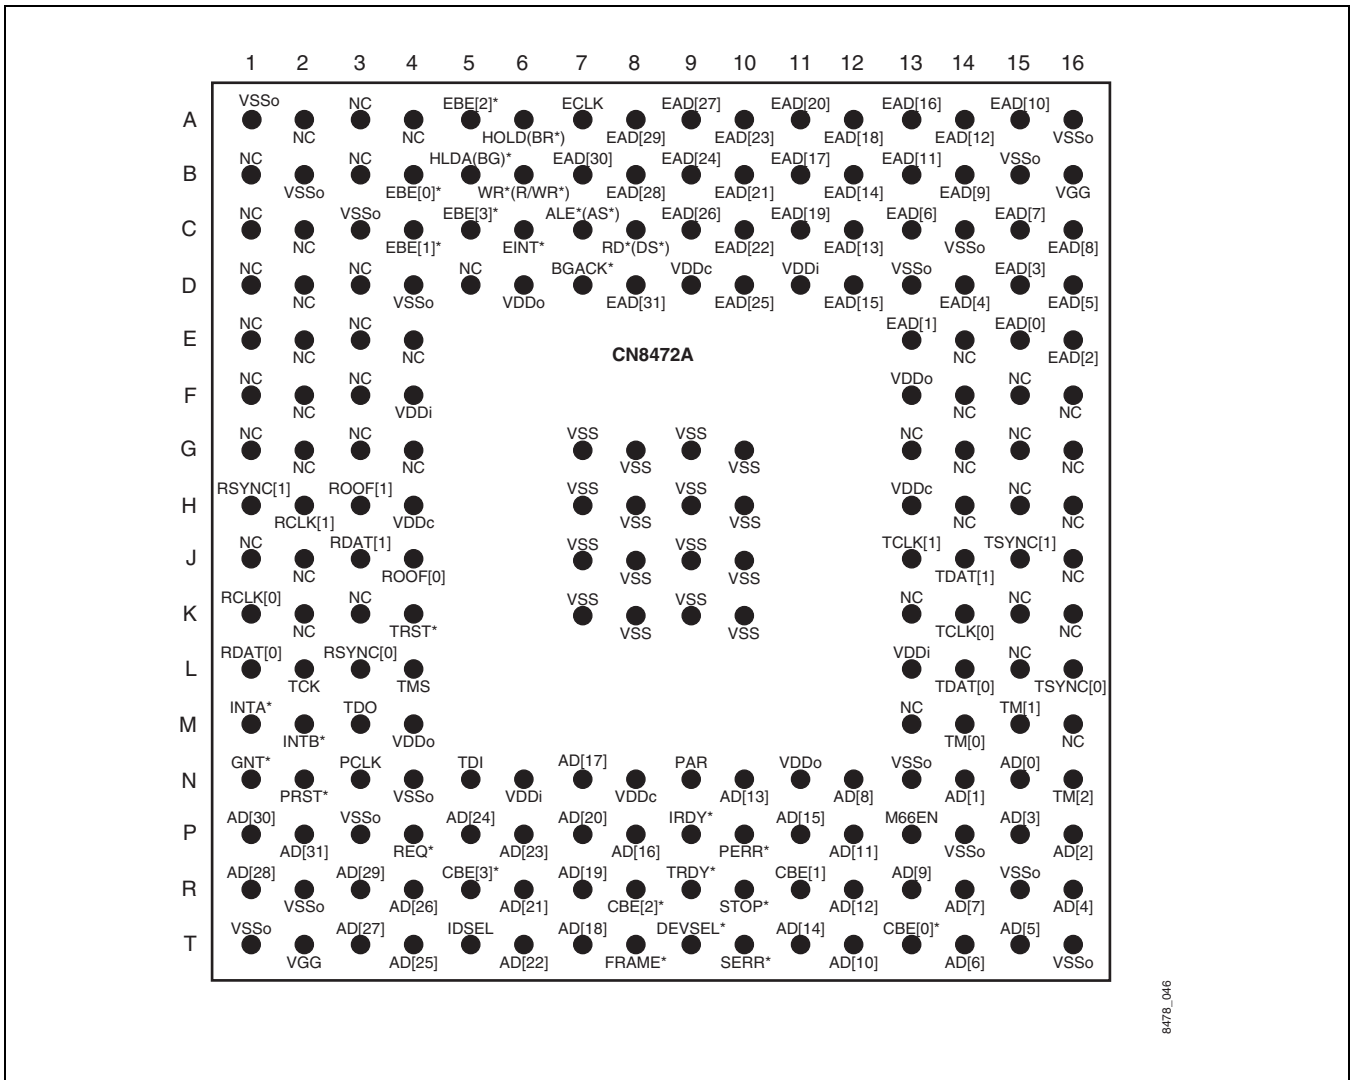 1 2 3 4 5 6 7 8 9 10 11 12 13 14 15 16
VSSo NC EBE[2]* ECLK EAD[27] EAD[20] EAD[16] EAD[10]
A
NC NC HOLD(BR*) EAD[29] EAD[23] EAD[18] EAD[12] VSSo
NC NC HLDA(BG)* EAD[30] EAD[24] EAD[17] EAD[11] VSSo
B
VSSo EBE[0]* WR*(R/WR*) EAD[28] EAD[21] EAD[14] EAD[9] VGG
NC VSSo EBE[3]* ALE*(AS*) EAD[26] EAD[19] EAD[6] EAD[7]
C
NC EBE[1]* EINT* RD*(DS*) EAD[22] EAD[13] VSSo EAD[8]
NC NC NC BGACK* VDDc VDDi VSSo EAD[3]
D
NC VSSo VDDo EAD[31] EAD[25] EAD[15] EAD[4] EAD[5]
NC NC EAD[1] EAD[0]
E
NC NC NC EAD[2]
CN8472A
NC NC VDDo NC
F
NC VDDi NC NC
NC NC VSS VSS NC NC
G
NC NC VSS VSS NC NC
RSYNC[1] ROOF[1] VSS VSS VDDc NC
H
RCLK[1] VDDc VSS VSS NC NC
NC RDAT[1] VSS VSS TCLK[1] TSYNC[1]
J
NC ROOF[0] VSS VSS TDAT[1] NC
RCLK[0] NC VSS VSS NC NC
K
NC TRST* VSS VSS TCLK[0] NC
RDAT[0] RSYNC[0] VDDi NC
L
TCK TMS TDAT[0] TSYNC[0]
INTA* TDO NC TM[1]
M
INTB* VDDo TM[0] NC
GNT* PCLK TDI AD[17] PAR VDDo VSSo AD[0]
N
PRST* VSSo VDDi VDDc AD[13] AD[8] AD[1] TM[2]
AD[30] VSSo AD[24] AD[20] IRDY* AD[15] M66EN AD[3]
P
AD[31] REQ* AD[23] AD[16] PERR* AD[11] VSSo AD[2]
AD[28] AD[29] CBE[3]* AD[19] TRDY* CBE[1] AD[9] VSSo
R
VSSo AD[26] AD[21] CBE[2]* STOP* AD[12] AD[7] AD[4]
VSSo AD[27] IDSEL AD[18] DEVSEL* AD[14] CBE[0]* AD[5]
T
VGG AD[25] AD[22] FRAME* SERR* AD[10] AD[6] VSSo
8478_046